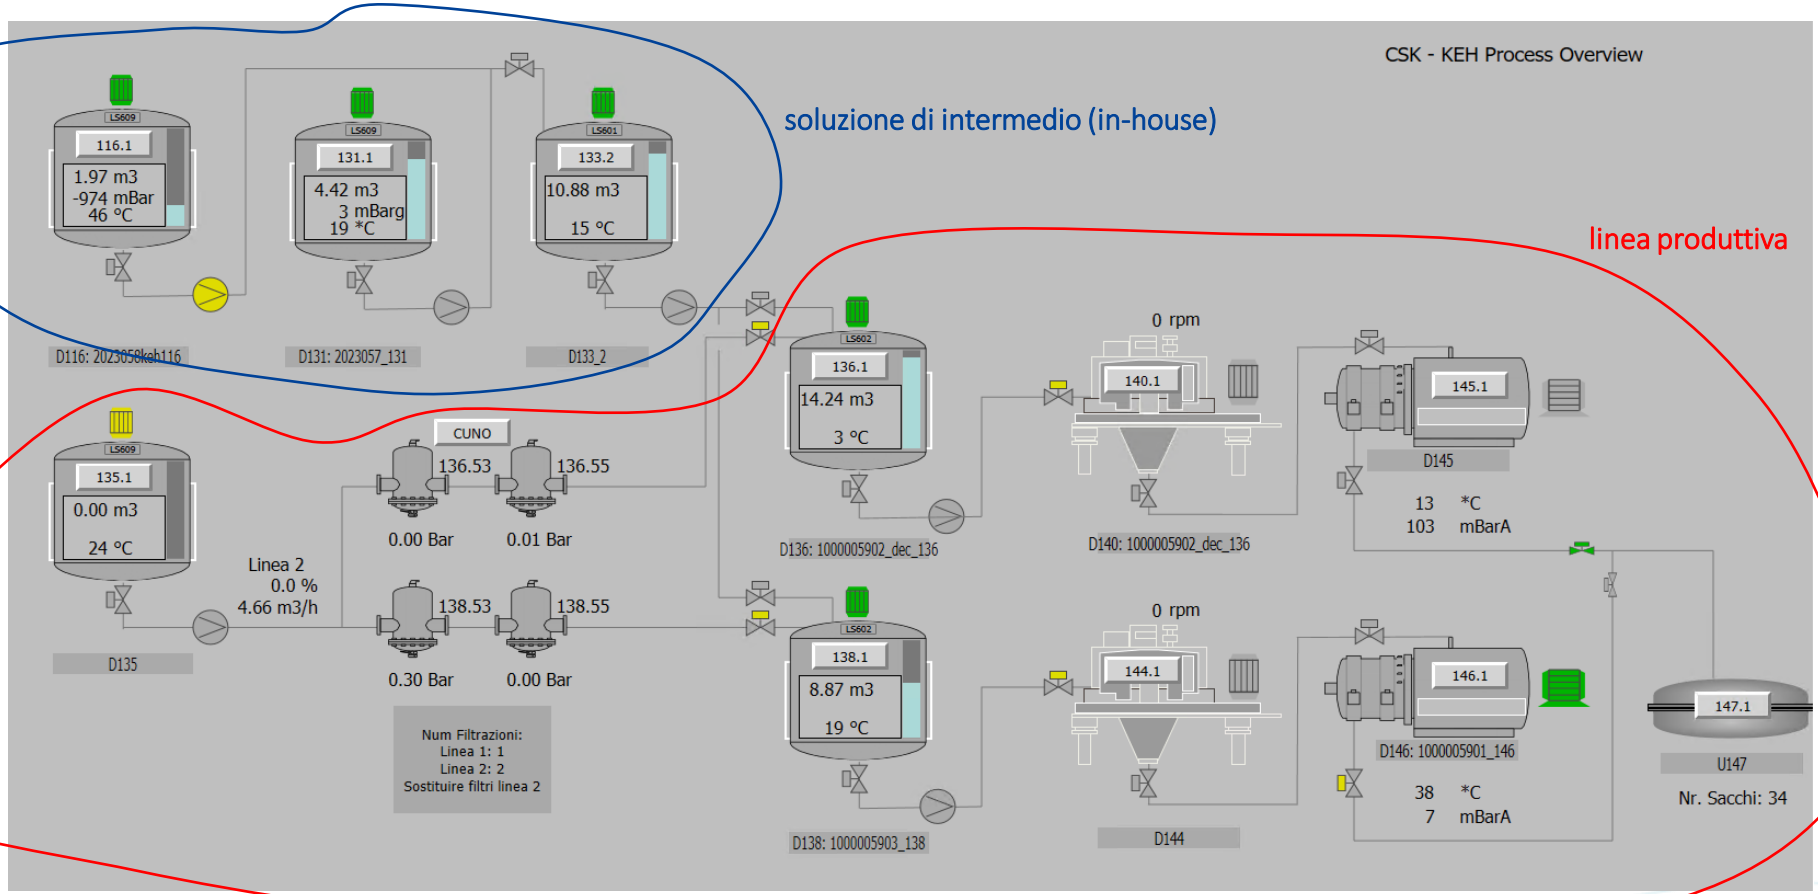 CSK - KEH Process Overview
soluzione di intermedio (in-house)
linea produttiva
LS609
116.1
1.97 m3
-974 mBar
46 °C
D116: 2023058keh116
LS609
131.1
4.42 m3
3 mBarg
19 *C
D131: 2023057_131
LS601
133.2
10.88 m3
15 °C
D133_2
LS609
135.1
0.00 m3
24 °C
D135
Linea 2
0.0 %
4.66 m3/h
CUNO
136.53
136.55
0.00 Bar
0.01 Bar
138.53
138.55
0.30 Bar
0.00 Bar
Num Filtrazioni:
Linea 1: 1
Linea 2: 2
Sostituire filtri linea 2
LS602
136.1
14.24 m3
3 °C
D136: 1000005902_dec_136
LS602
138.1
8.87 m3
19 °C
D138: 1000005903_138
0 rpm
140.1
D140: 1000005902_dec_136
0 rpm
144.1
D144
145.1
D145
13 *C
103 mBarA
146.1
D146: 1000005901_146
38 *C
7 mBarA
147.1
U147
Nr. Sacchi: 34